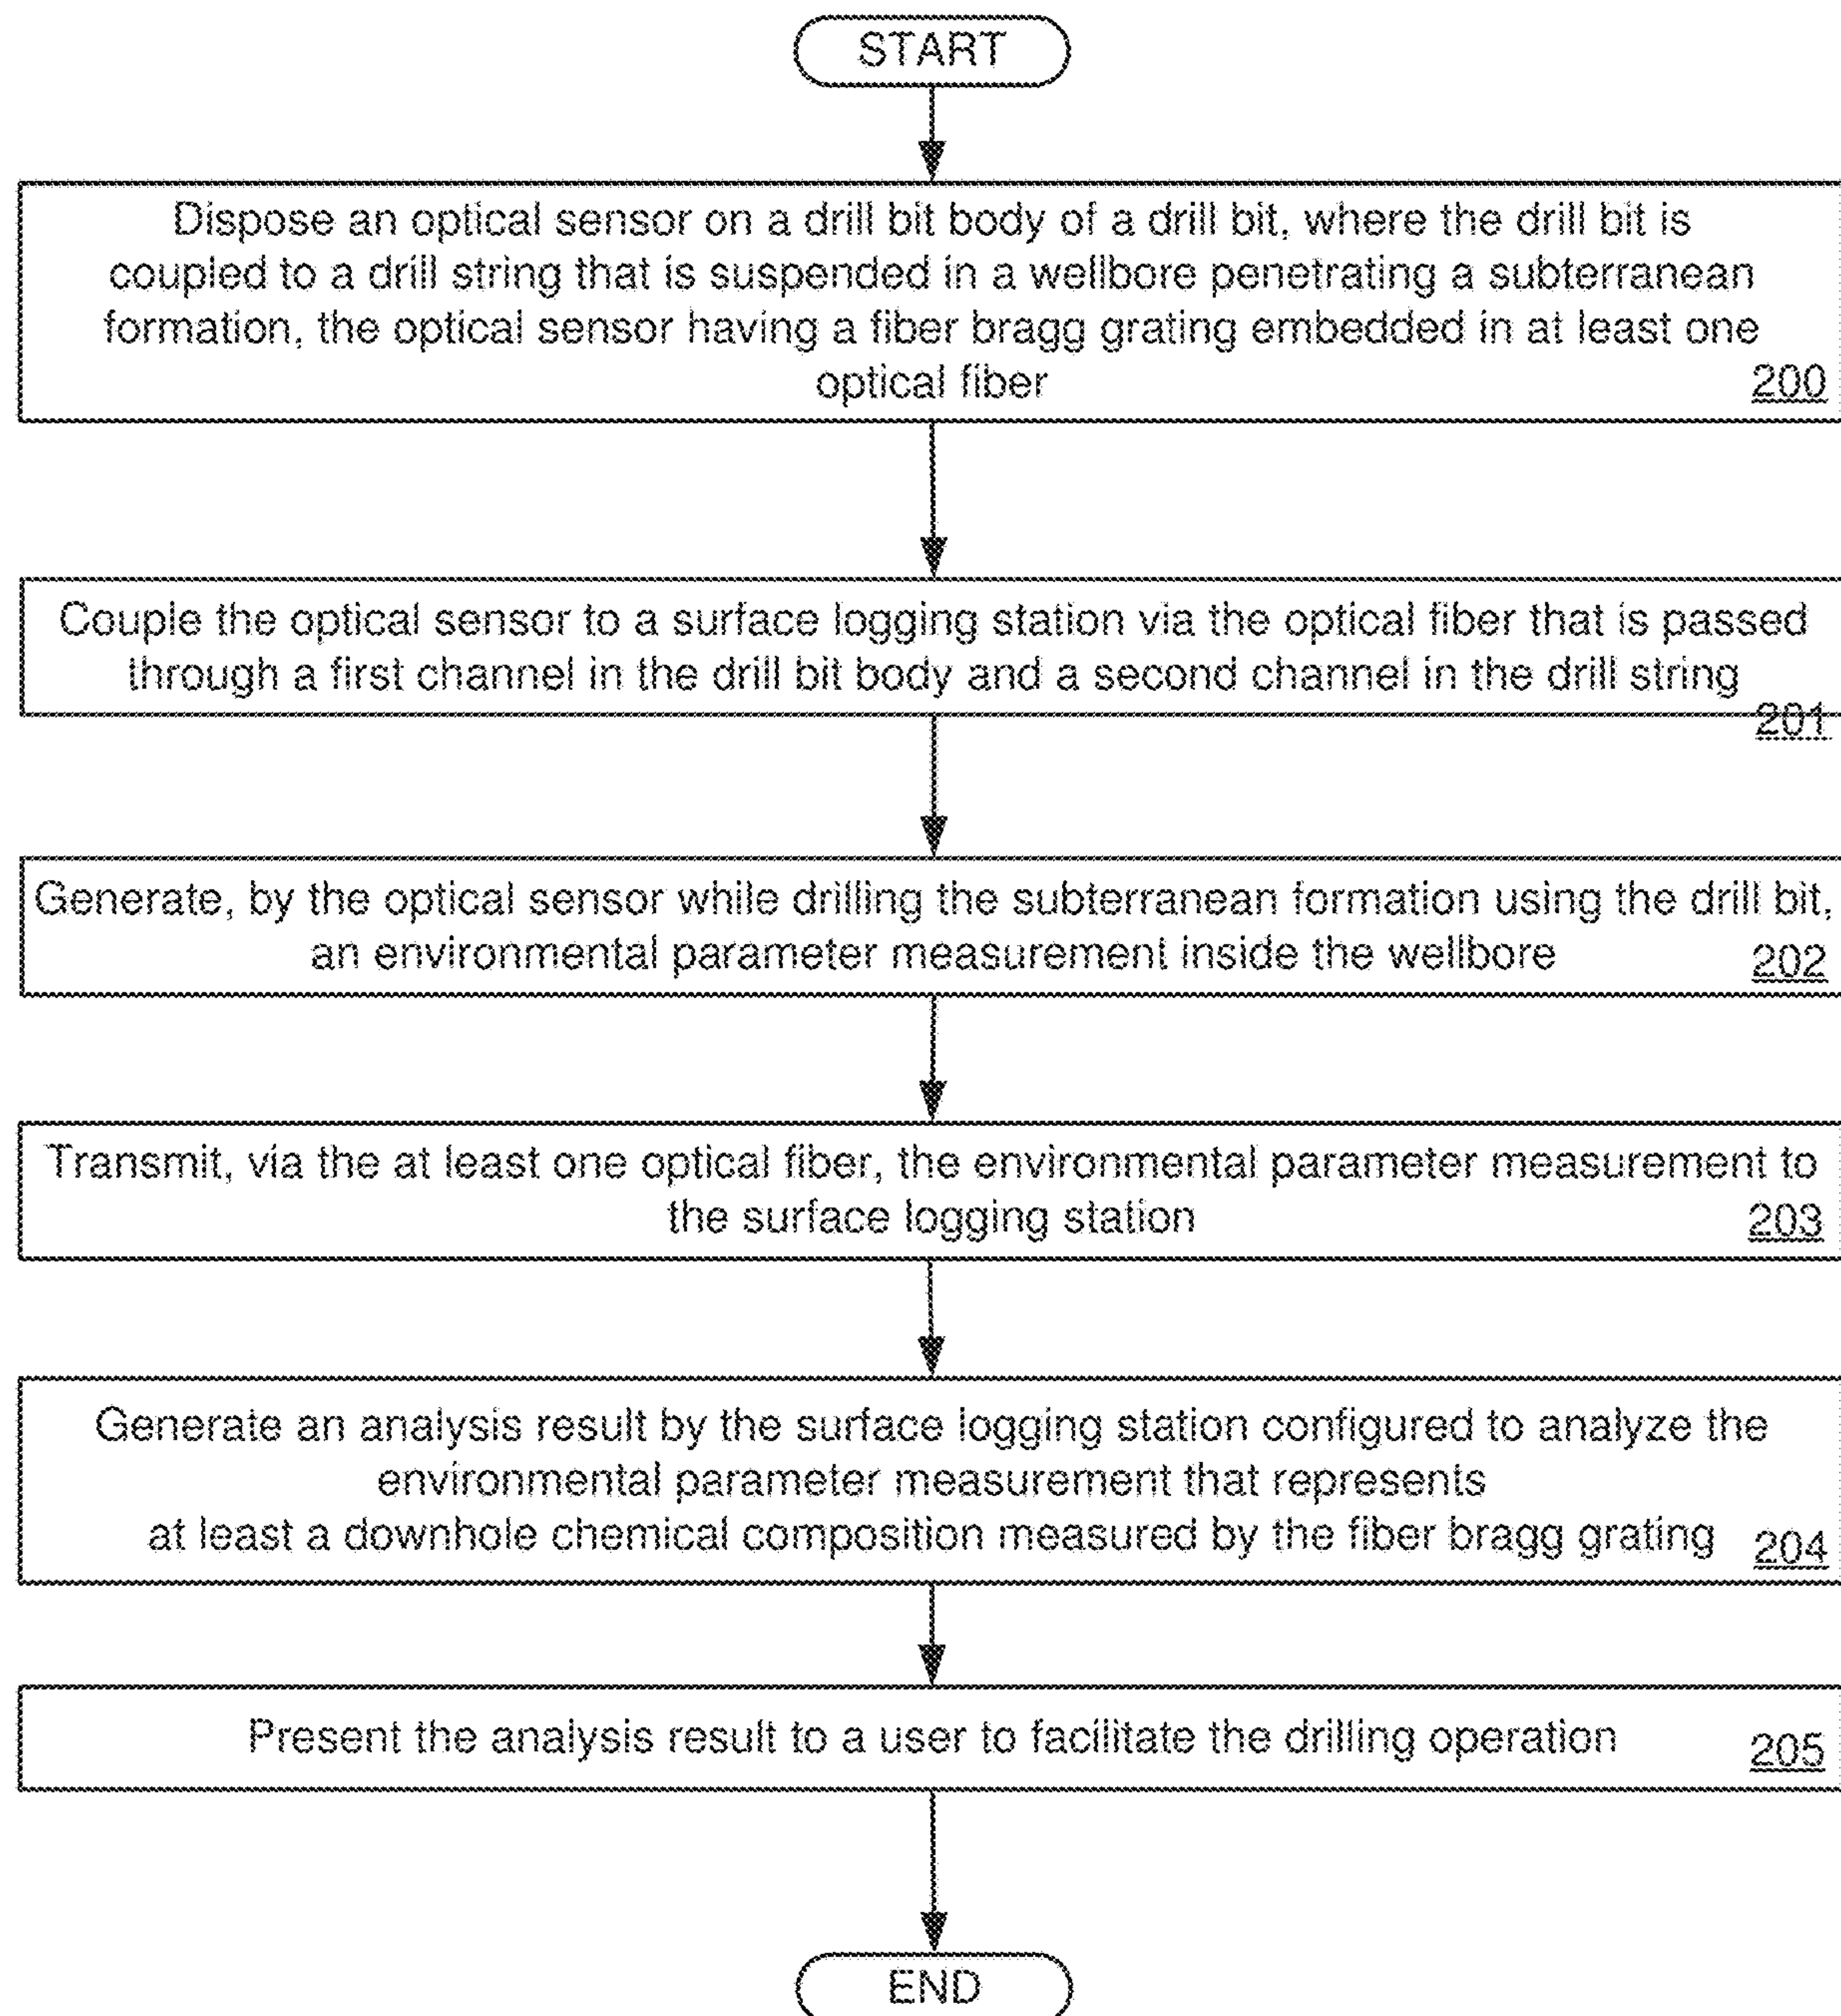 START
Dispose an optical sensor on a drill bit body of a drill bit, where the drill bit is
coupled to a drill string that is suspended in a wellbore penetrating a subterranean
formation, the optical sensor having a fiber bragg grating embedded in at least one
optical fiber
200
Couple the optical sensor to a surface logging station via the optical fiber that is passed
through a first channel in the drill bit body and a second channel in the drill string
201
Generate, by the optical sensor while drilling the subterranean formation using the drill bit,
an environmental parameter measurement inside the wellbore
202
Transmit, via the at least one optical fiber, the environmental parameter measurement to
the surface logging station
203
Generate an analysis result by the surface logging station configured to analyze the
environmental parameter measurement that represents
at least a downhole chemical composition measured by the fiber bragg grating
204
Present the analysis result to a user to facilitate the drilling operation
205
END